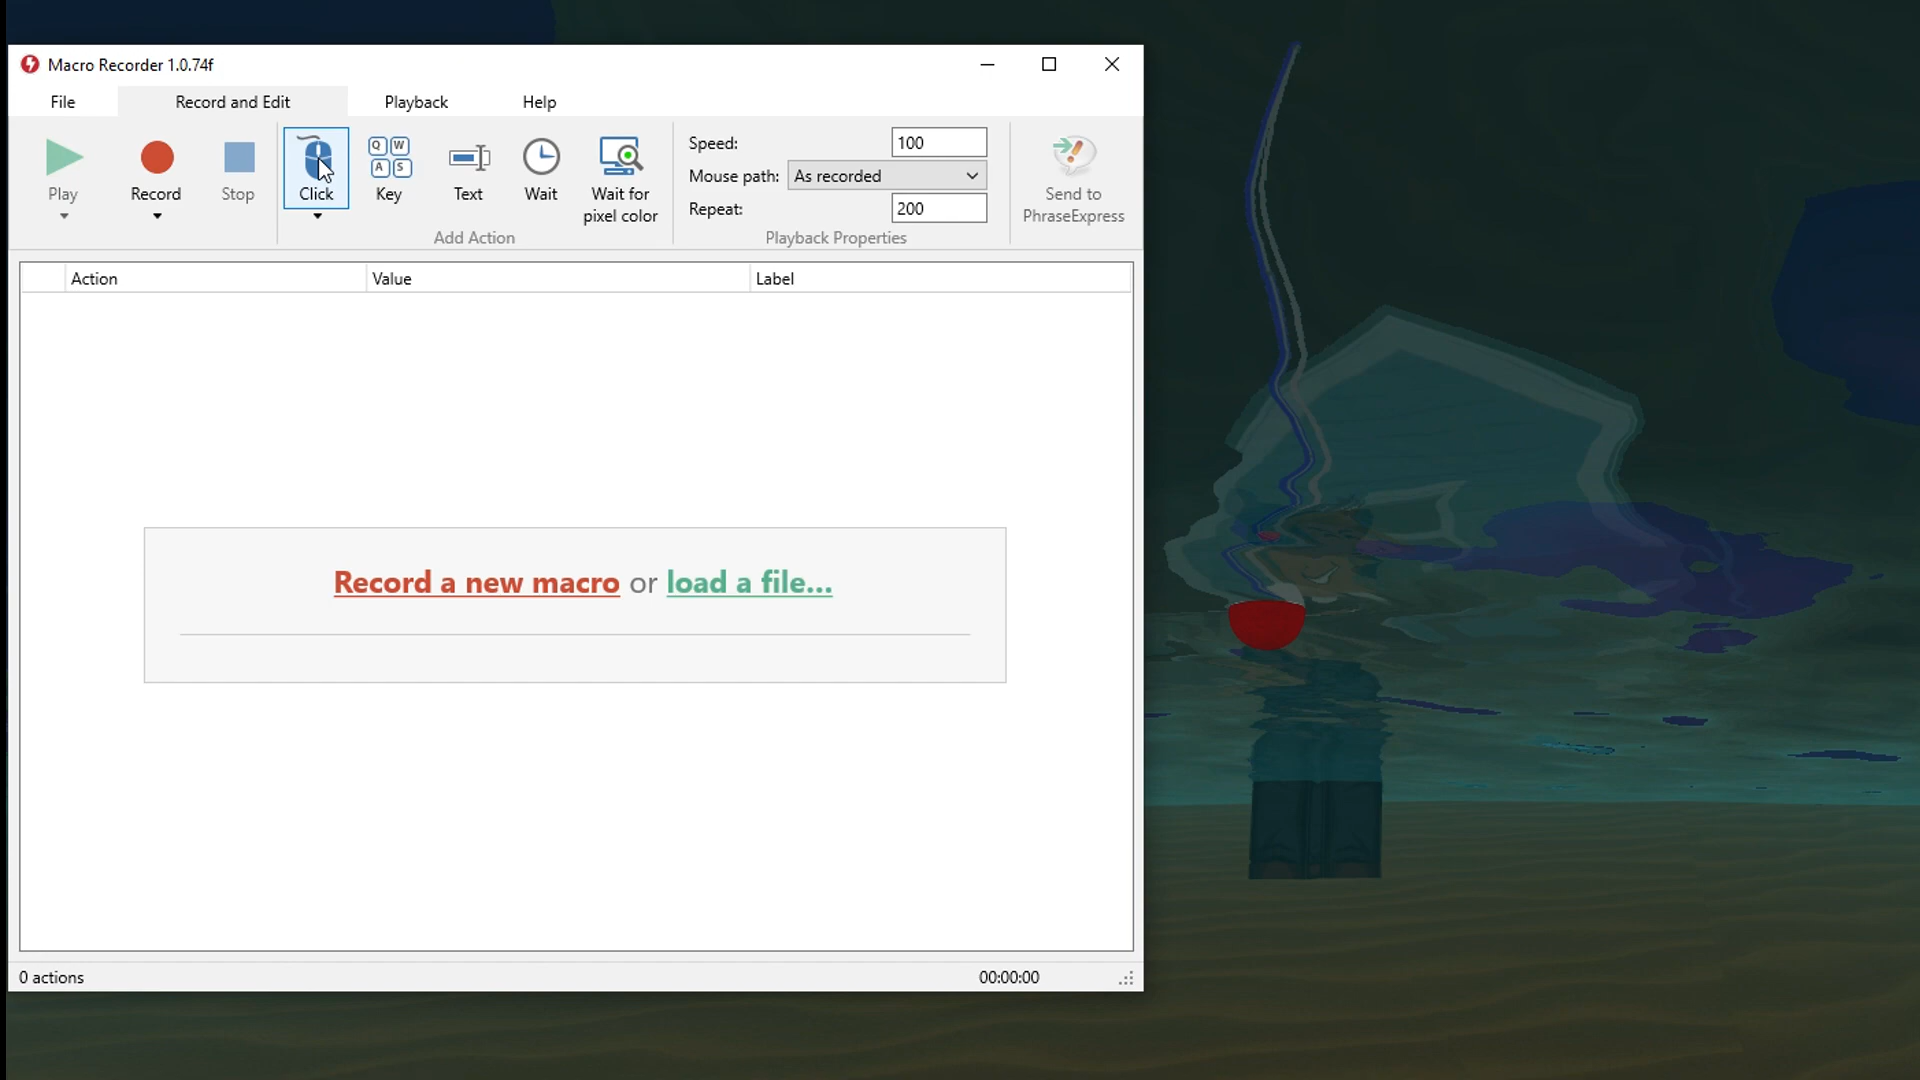 Macro Recorder 1.0.74f
File Record and Edit Playback Help
Play Record Stop Click Key Text Wait Wait for pixel color
Q W A S
Add Action
Speed: 100
Mouse path: As recorded
Repeat: 200
Playback Properties
Send to PhraseExpress
Action Value Label
Record a new macro or load a file...
0 actions 00:00:00